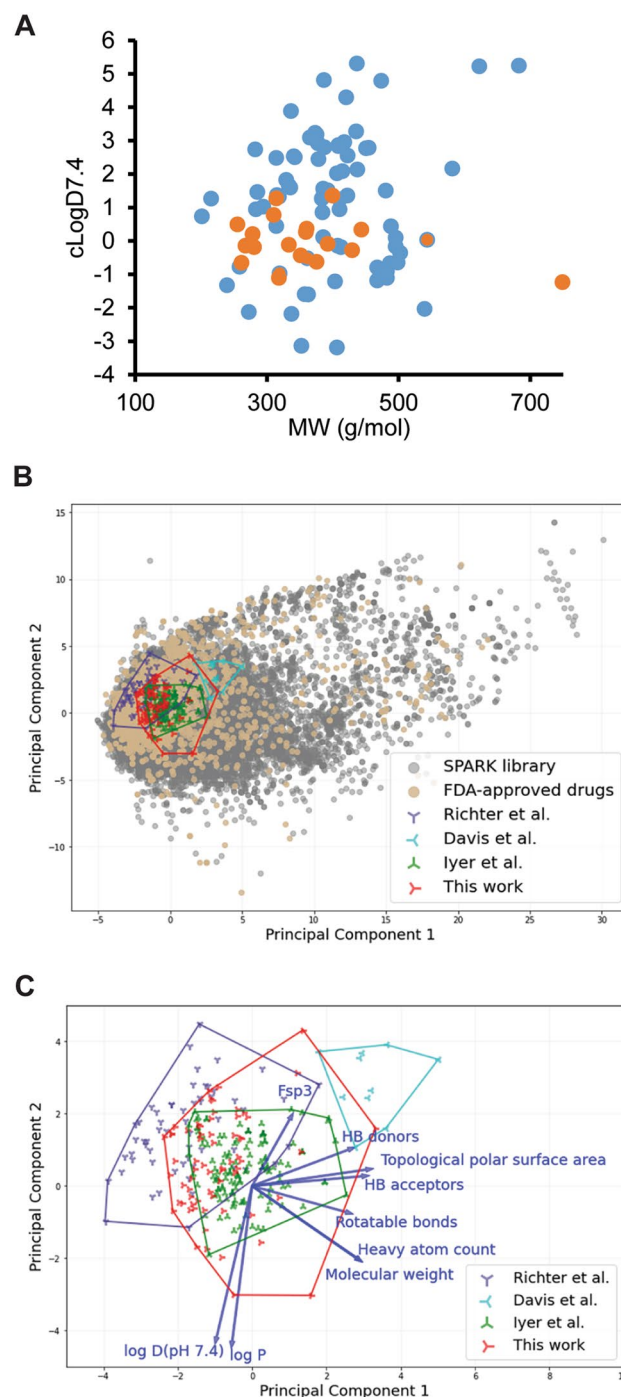 A
6
5
4
3
2
1
0
-1
-2
-3
-4
cLogD7.4
100
300
500
700
MW (g/mol)
B
15
10
5
0
−5
−10
Principal Component 2
SPARK library
FDA-approved drugs
Richter et al.
Davis et al.
Iyer et al.
This work
−5
0
5
10
15
20
25
30
Principal Component 1
C
4
2
0
−2
−4
Principal Component 2
Fsp3
HB donors
Topological polar surface area
HB acceptors
Rotatable bonds
Heavy atom count
Molecular weight
log D(pH 7.4)
log P
Richter et al.
Davis et al.
Iyer et al.
This work
−4
−2
0
2
4
6
8
Principal Component 1